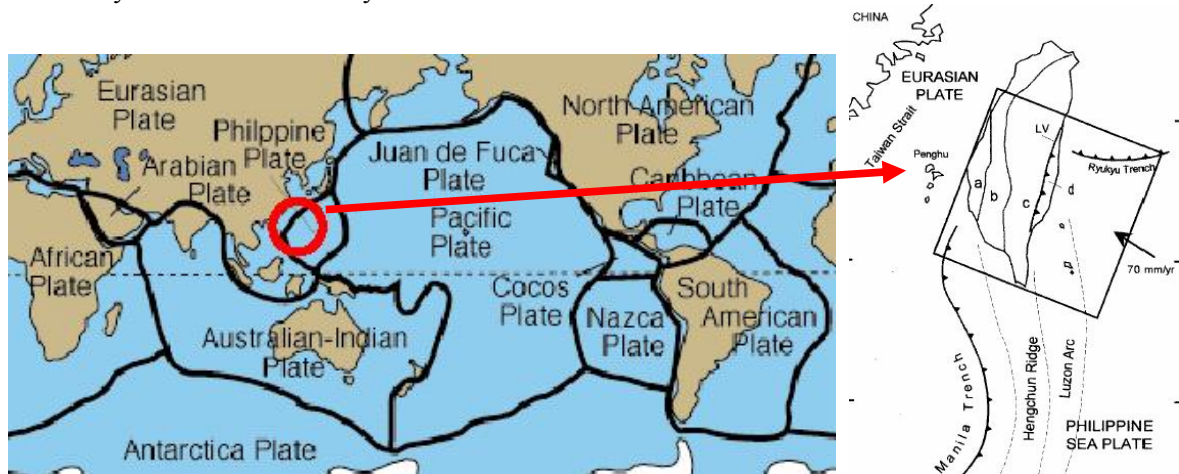 Eurasian
Plate
Philppine
Plate
Arabian
Plate
African
Plate
Juan de Fuca
Plate
Pacific
Plate
North American
Plate
Caribbean
Plate
Cocos
Plate
Nazca
Plate
South
American
Plate
Australian-Indian
Plate
Antarctica Plate
CHINA
EURASIAN
PLATE
Taiwan Strait
Penghu
LV
Ryukyu Trench
a
b
c
d
70 mm/yr
Manila Trench
Hengchun Ridge
Luzon Arc
PHILIPPINE
SEA PLATE